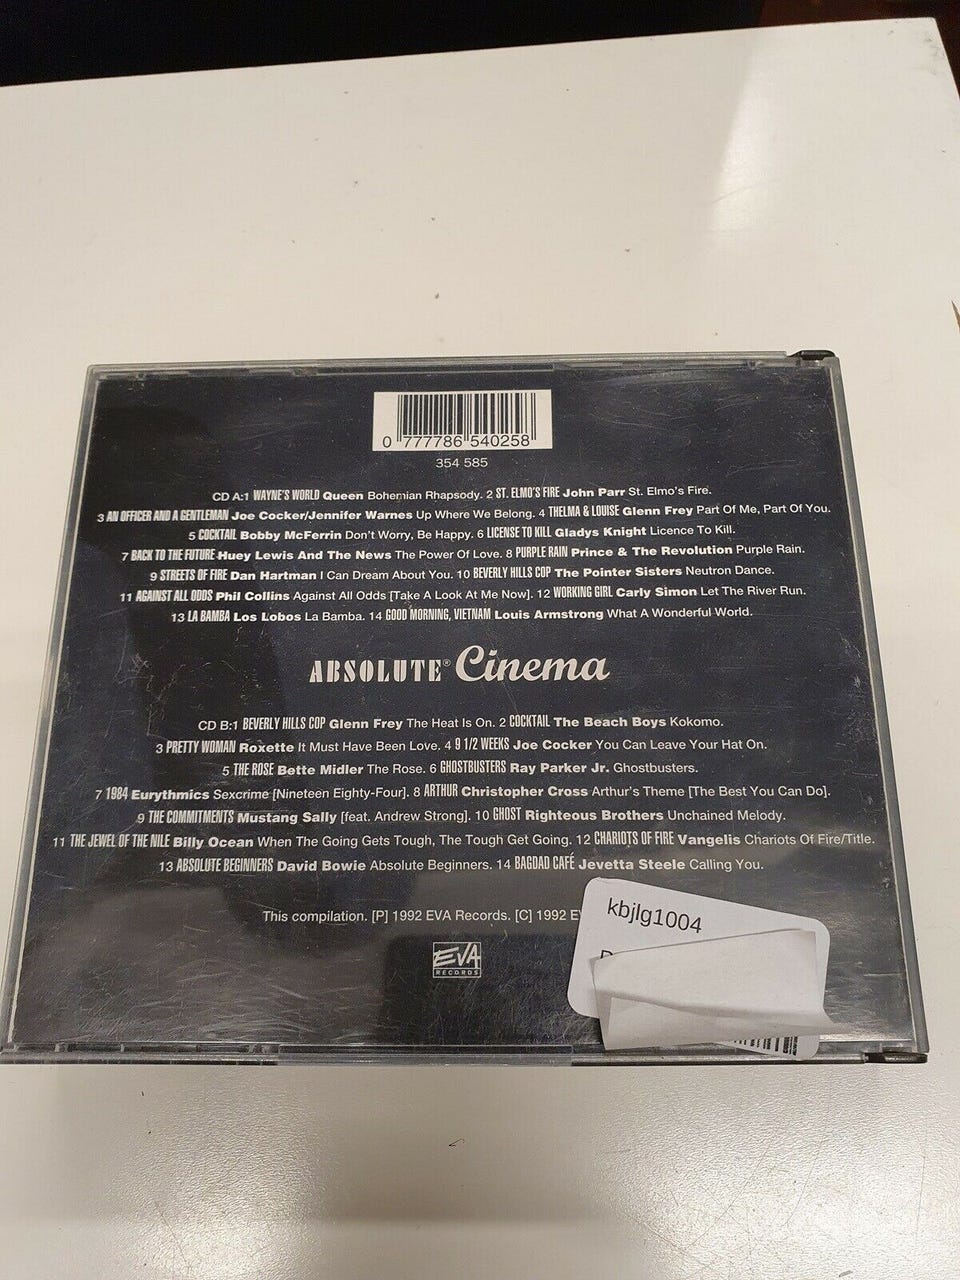 0 777786 540258
354 585
CD A:1 WAYNE'S WORLD Queen Bohemian Rhapsody. 2 ST. ELMO'S FIRE John Parr St. Elmo's Fire.
3 AN OFFICER AND A GENTLEMAN Joe Cocker/Jennifer Warnes Up Where We Belong. 4 THELMA & LOUISE Glenn Frey Part Of Me, Part Of You.
5 COCKTAIL Bobby McFerrin Don't Worry, Be Happy. 6 LICENSE TO KILL Gladys Knight Licence To Kill.
7 BACK TO THE FUTURE Huey Lewis And The News The Power Of Love. 8 PURPLE RAIN Prince & The Revolution Purple Rain.
9 STREETS OF FIRE Dan Hartman I Can Dream About You. 10 BEVERLY HILLS COP The Pointer Sisters Neutron Dance.
11 AGAINST ALL ODDS Phil Collins Against All Odds [Take A Look At Me Now]. 12 WORKING GIRL Carly Simon Let The River Run.
13 LA BAMBA Los Lobos La Bamba. 14 GOOD MORNING, VIETNAM Louis Armstrong What A Wonderful World.
ABSOLUTE® Cinema
CD B:1 BEVERLY HILLS COP Glenn Frey The Heat Is On. 2 COCKTAIL The Beach Boys Kokomo.
3 PRETTY WOMAN Roxette It Must Have Been Love. 4 9 1/2 WEEKS Joe Cocker You Can Leave Your Hat On.
5 THE ROSE Bette Midler The Rose. 6 GHOSTBUSTERS Ray Parker Jr. Ghostbusters.
7 1984 Eurythmics Sexcrime [Nineteen Eighty-Four]. 8 ARTHUR Christopher Cross Arthur's Theme [The Best You Can Do].
9 THE COMMITMENTS Mustang Sally [feat. Andrew Strong]. 10 GHOST Righteous Brothers Unchained Melody.
11 THE JEWEL OF THE NILE Billy Ocean When The Going Gets Tough, The Tough Get Going. 12 CHARIOTS OF FIRE Vangelis Chariots Of Fire/Title.
13 ABSOLUTE BEGINNERS David Bowie Absolute Beginners. 14 BAGDAD CAFÉ Jevetta Steele Calling You.
This compilation. [P] 1992 EVA Records. [C] 1992
kbjlg1004
EVA
RECORDS